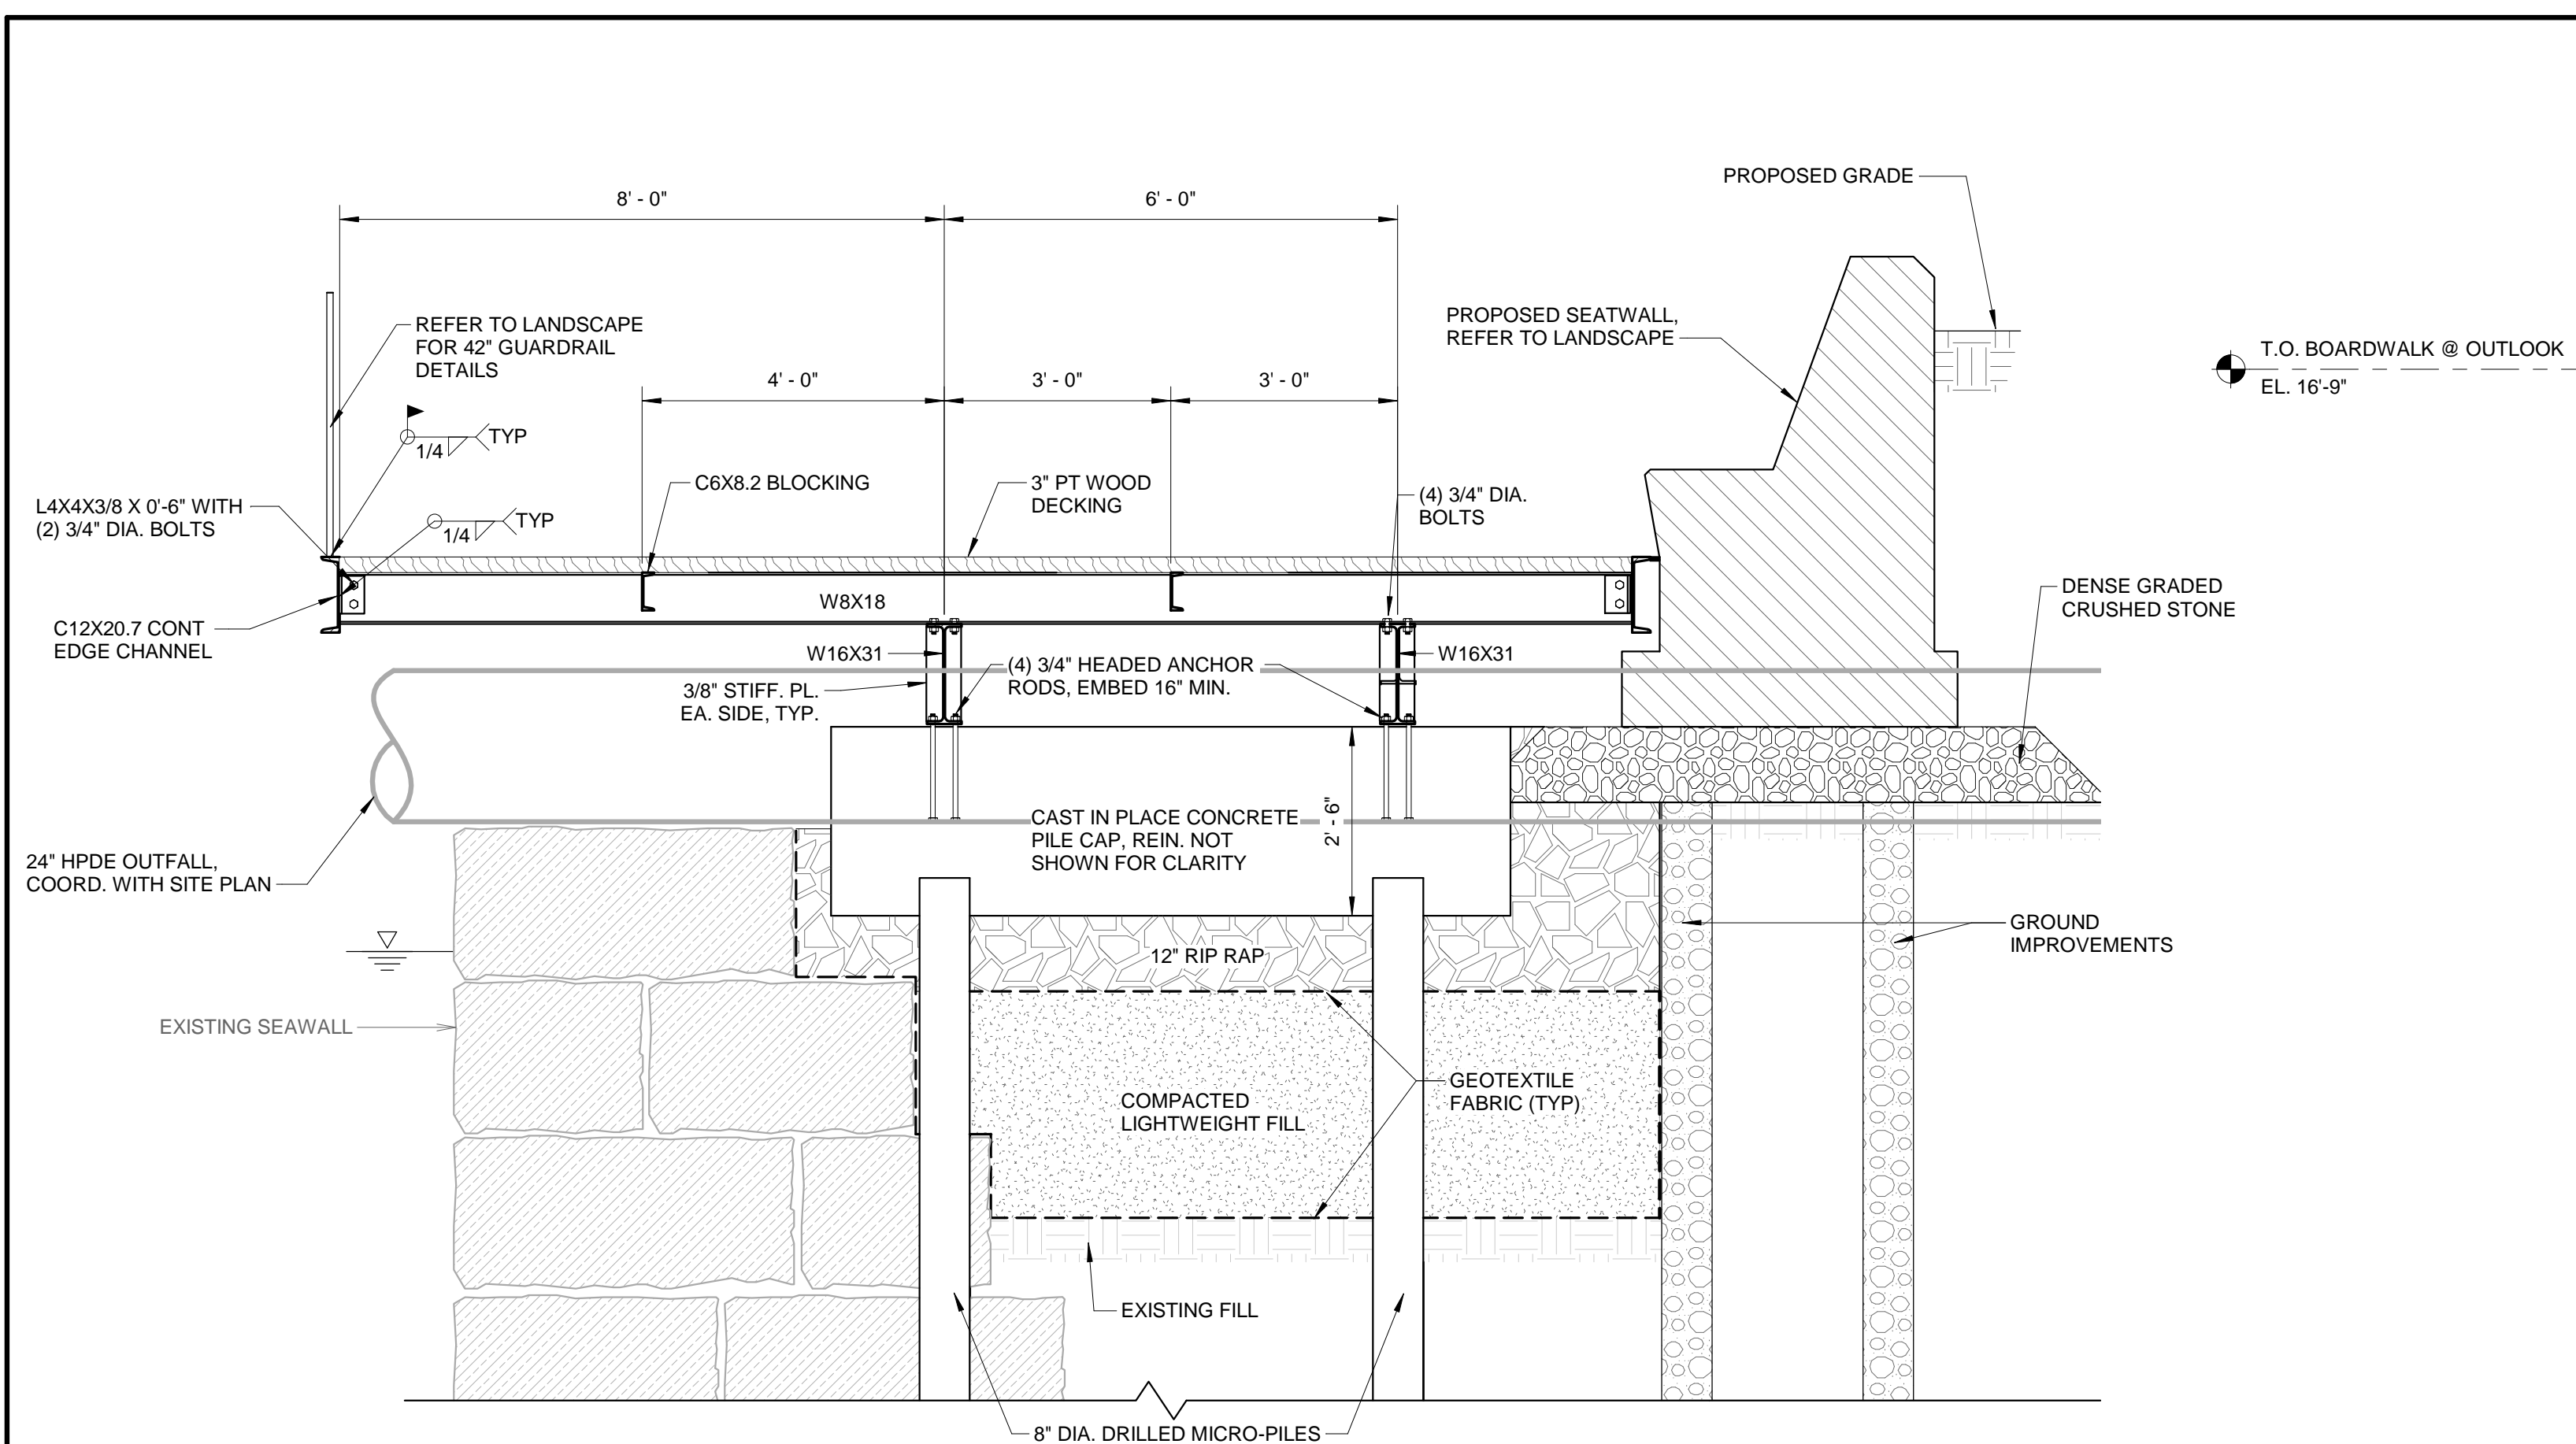 PROPOSED GRADE
8' - 0"
6' - 0"
REFER TO LANDSCAPE
FOR 42" GUARDRAIL
DETAILS
PROPOSED SEATWALL,
REFER TO LANDSCAPE
T.O. BOARDWALK @ OUTLOOK
EL. 16'-9"
4' - 0"
3' - 0"
3' - 0"
1/4
TYP
C6X8.2 BLOCKING
3" PT WOOD
DECKING
(4) 3/4" DIA.
BOLTS
L4X4X3/8 X 0'-6" WITH
(2) 3/4" DIA. BOLTS
1/4
TYP
DENSE GRADED
CRUSHED STONE
W8X18
C12X20.7 CONT
EDGE CHANNEL
W16X31
(4) 3/4" HEADED ANCHOR
RODS, EMBED 16" MIN.
W16X31
3/8" STIFF. PL.
EA. SIDE, TYP.
CAST IN PLACE CONCRETE
PILE CAP, REIN. NOT
SHOWN FOR CLARITY
2' - 6"
24" HPDE OUTFALL,
COORD. WITH SITE PLAN
GROUND
IMPROVEMENTS
12" RIP RAP
EXISTING SEAWALL
GEOTEXTILE
FABRIC (TYP)
COMPACTED
LIGHTWEIGHT FILL
EXISTING FILL
8" DIA. DRILLED MICRO-PILES